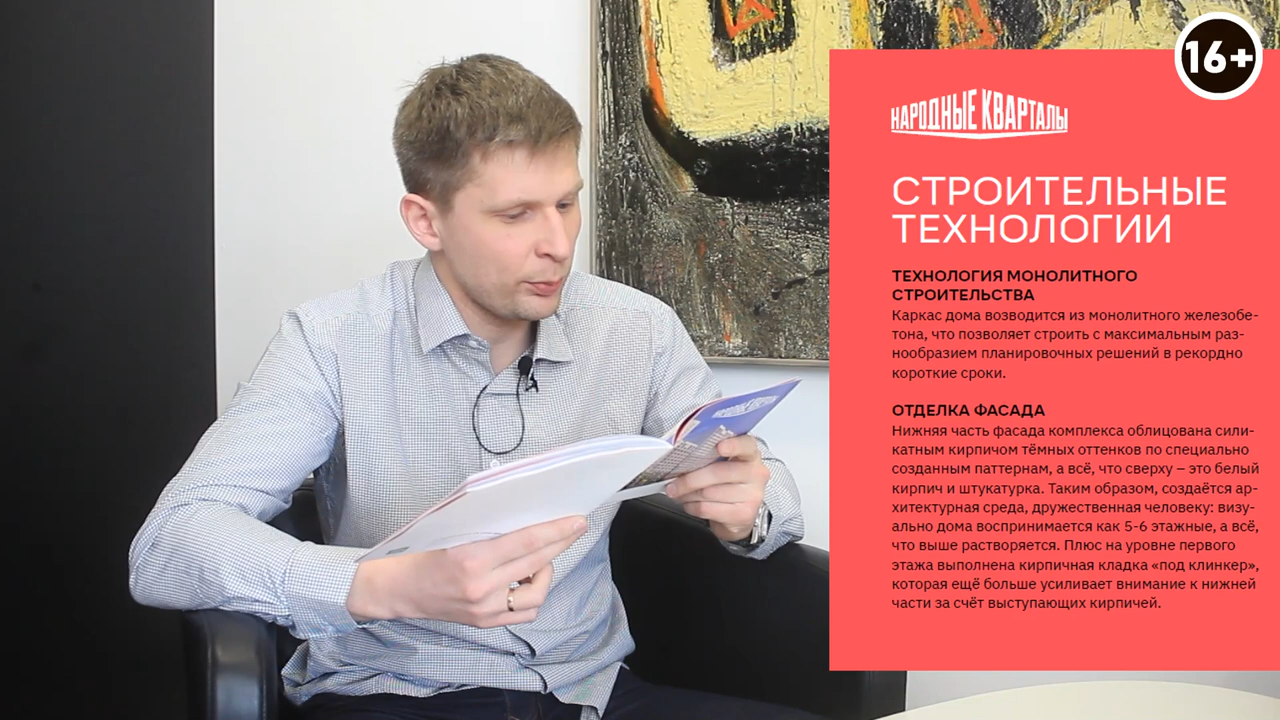 16+
НАРОДНЫЕ КВАРТАЛЫ
СТРОИТЕЛЬНЫЕ
ТЕХНОЛОГИИ
ТЕХНОЛОГИЯ МОНОЛИТНОГО
СТРОИТЕЛЬСТВА
Каркас дома возводится из монолитного железобе-
тона, что позволяет строить с максимальным раз-
нообразием планировочных решений в рекордно
короткие сроки.
ОТДЕЛКА ФАСАДА
Нижняя часть фасада комплекса облицована сили-
катным кирпичом тёмных оттенков по специально
созданным паттернам, а всё, что сверху – это белый
кирпич и штукатурка. Таким образом, создаётся ар-
хитектурная среда, дружественная человеку: визу-
ально дома воспринимается как 5-6 этажные, а всё,
что выше растворяется. Плюс на уровне первого
этажа выполнена кирпичная кладка «под клинкер»,
которая ещё больше усиливает внимание к нижней
части за счёт выступающих кирпичей.
НАРОДНЫЕ КВАРТАЛЫ